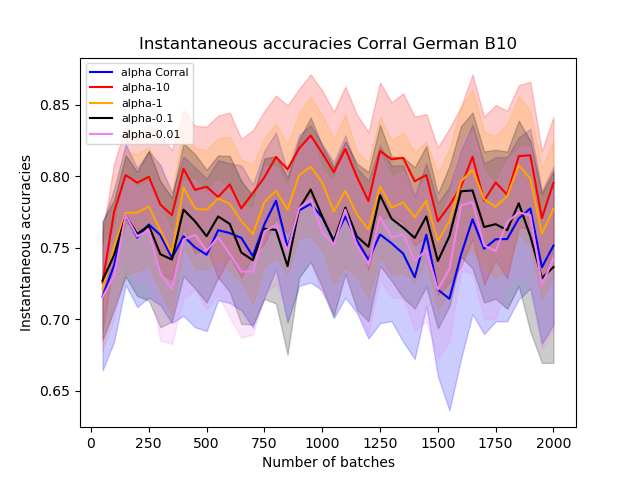 Instantaneous accuracies Corral German B10
alpha Corral
alpha-10
alpha-1
alpha-0.1
alpha-0.01
Instantaneous accuracies
0.85
0.80
0.75
0.70
0.65
0 250 500 750 1000 1250 1500 1750 2000
Number of batches